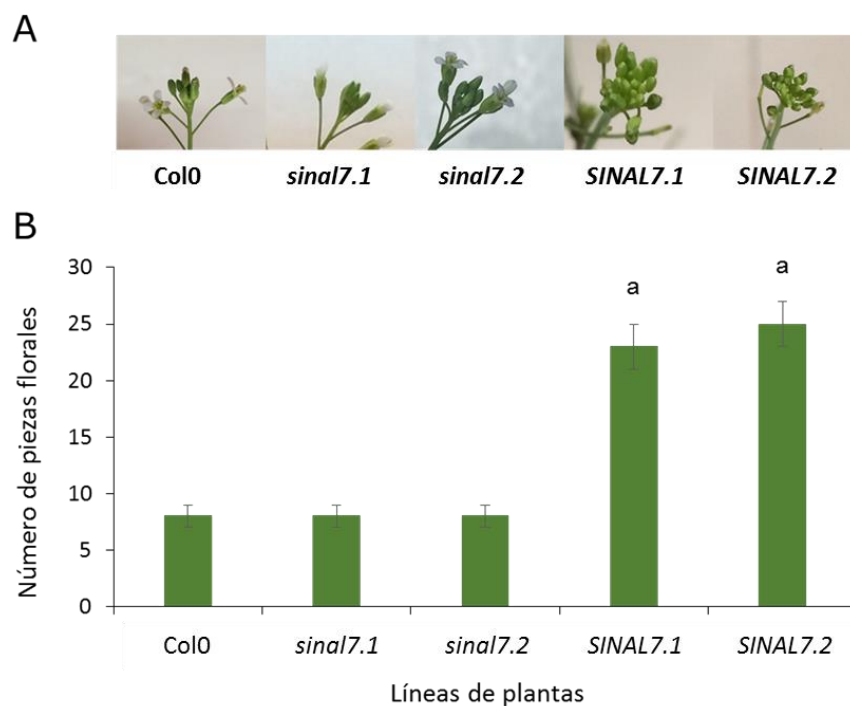 A
Col0 sinal7.1 sinal7.2 SINAL7.1 SINAL7.2
B
Número de piezas florales
30
25
20
15
10
5
0
a a
Col0 sinal7.1 sinal7.2 SINAL7.1 SINAL7.2
Líneas de plantas